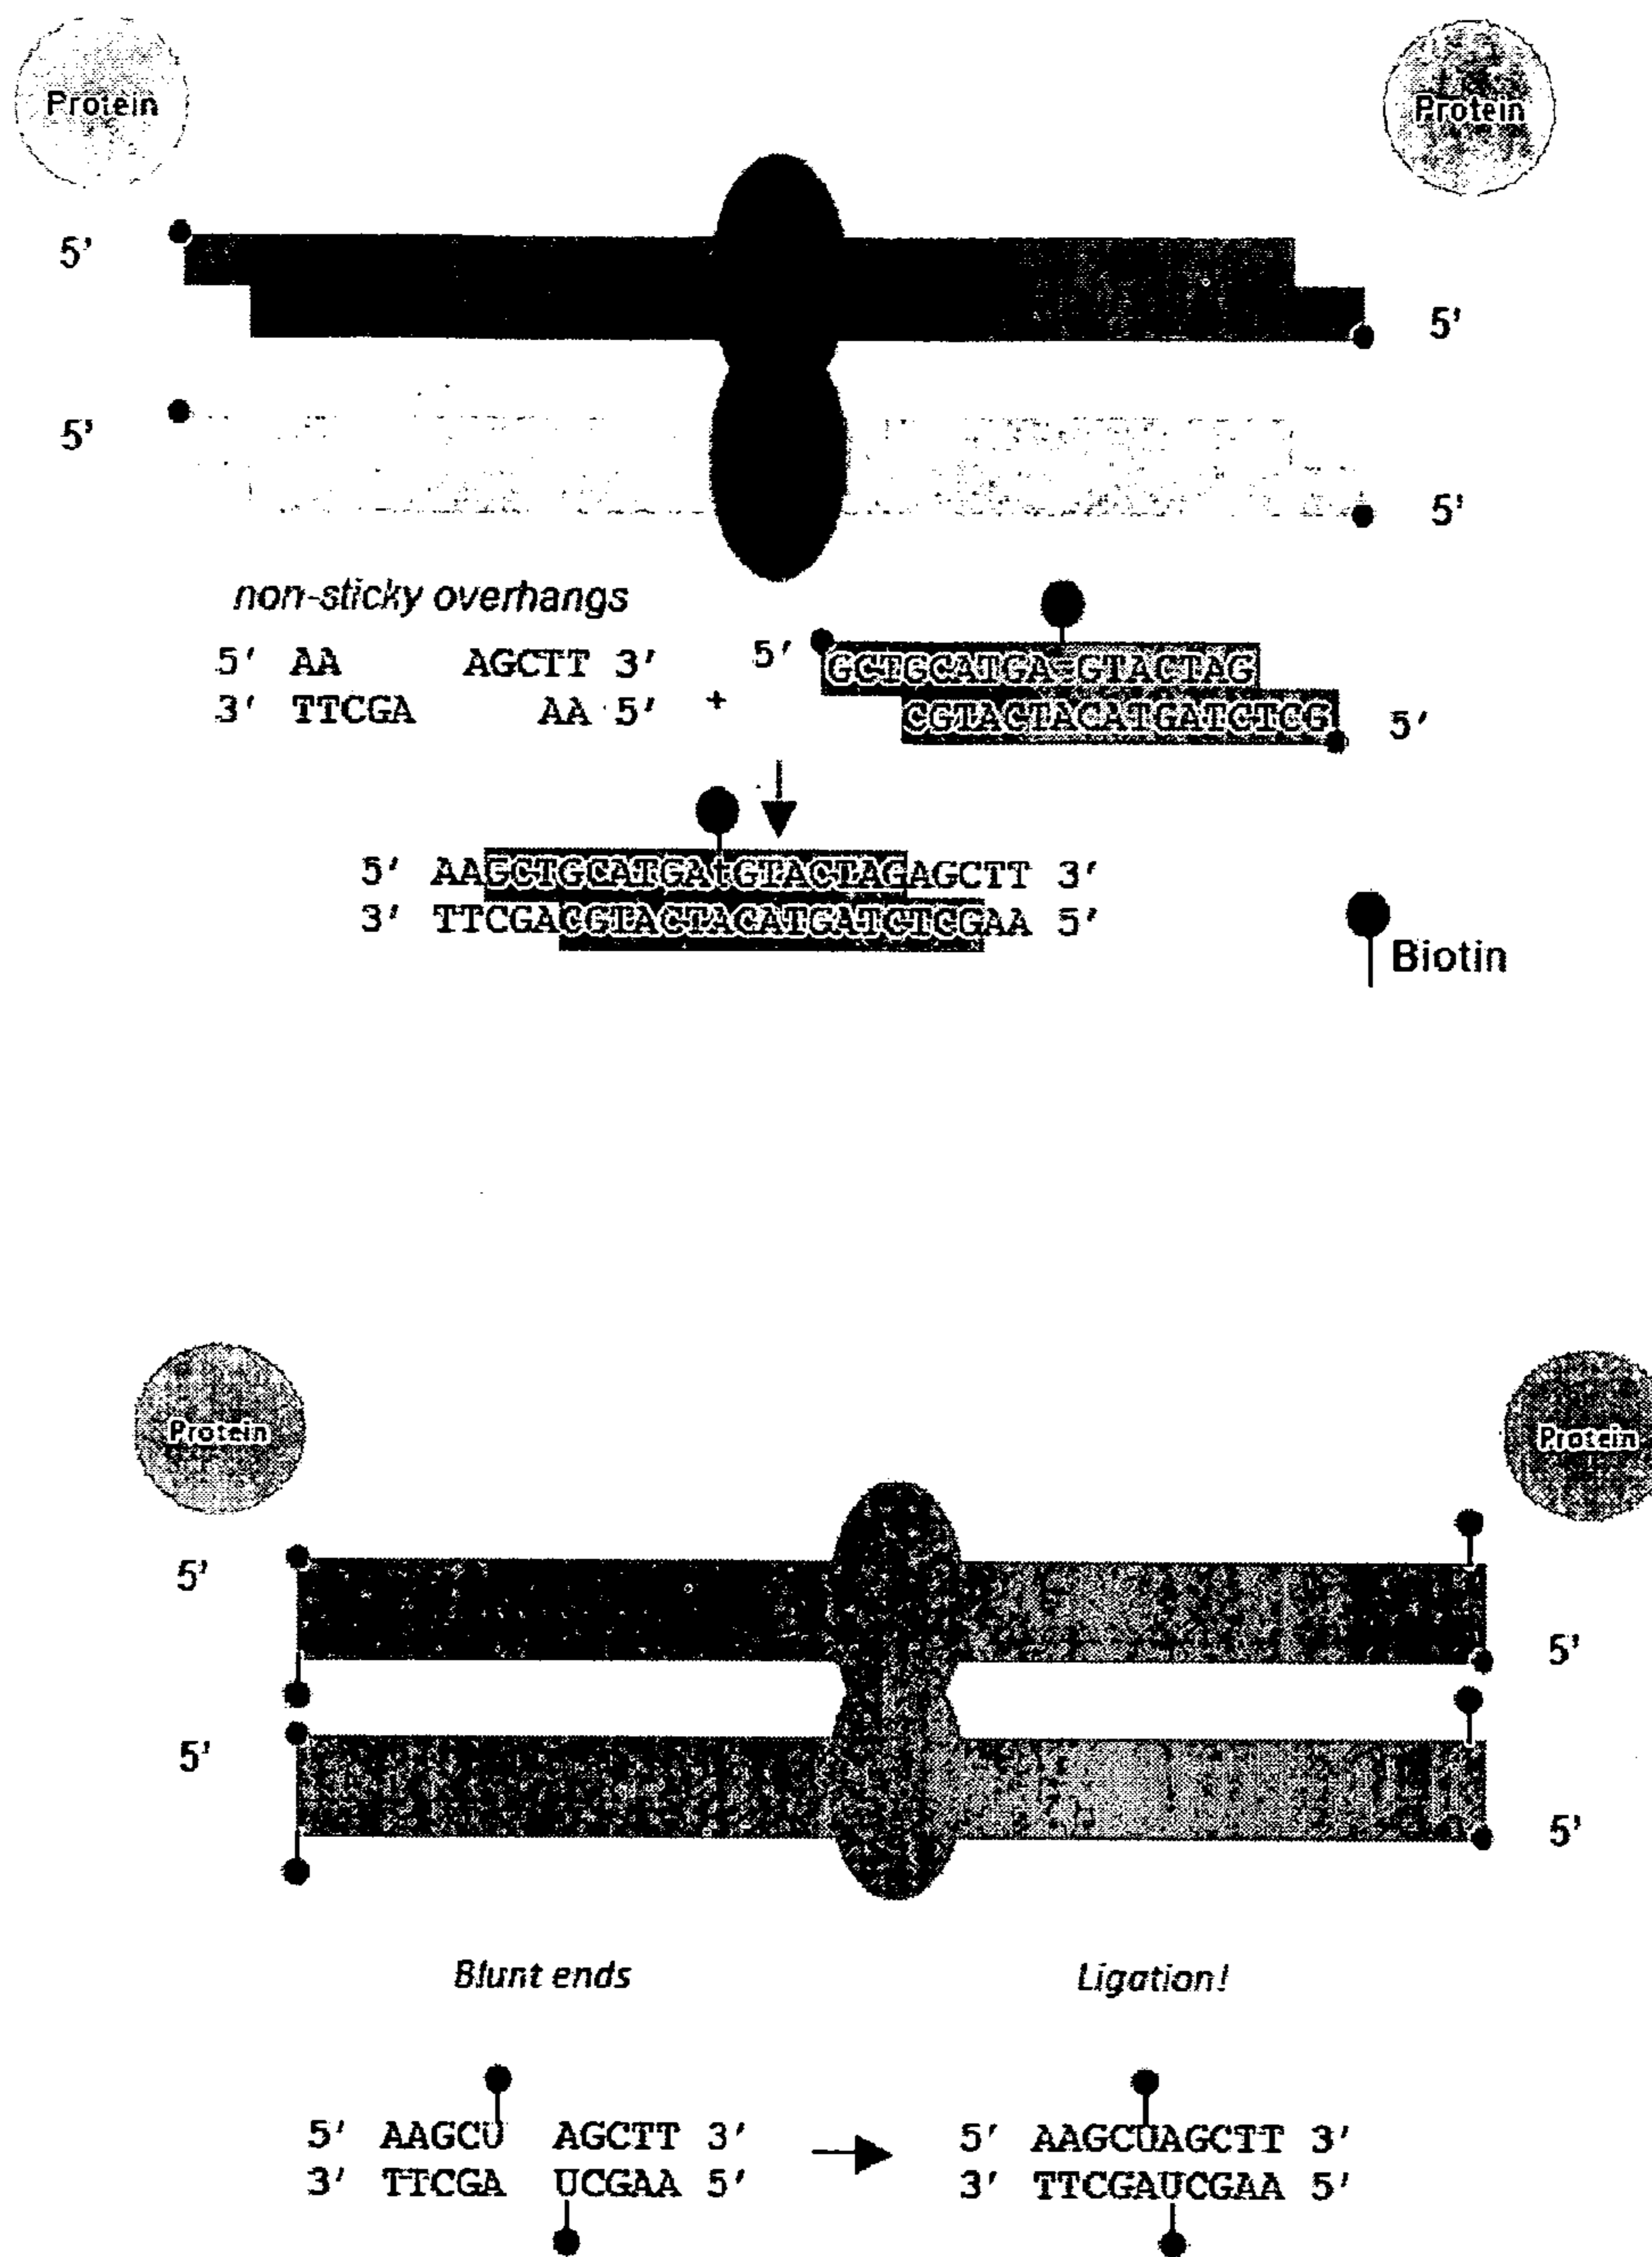 Protein Protein
5'
5'
5'
5'
non-sticky overhangs
5' AA AGCTT 3' + 5' GCTGCATGA GTACTAG
3' TTCGA AA 5' CGTACTACATGATCTCG 5'
5' AAGCTGCATGAtGTACTAGAGCTT 3'
3' TTCGACGTACTACATGATCTCGAA 5'
Biotin
Protein Protein
5'
5'
5'
5'
Blunt ends Ligation!
5' AAGCU AGCTT 3' 5' AAGCUAGCTT 3'
3' TTCGA UCGAA 5' 3' TTCGAUCGAA 5'